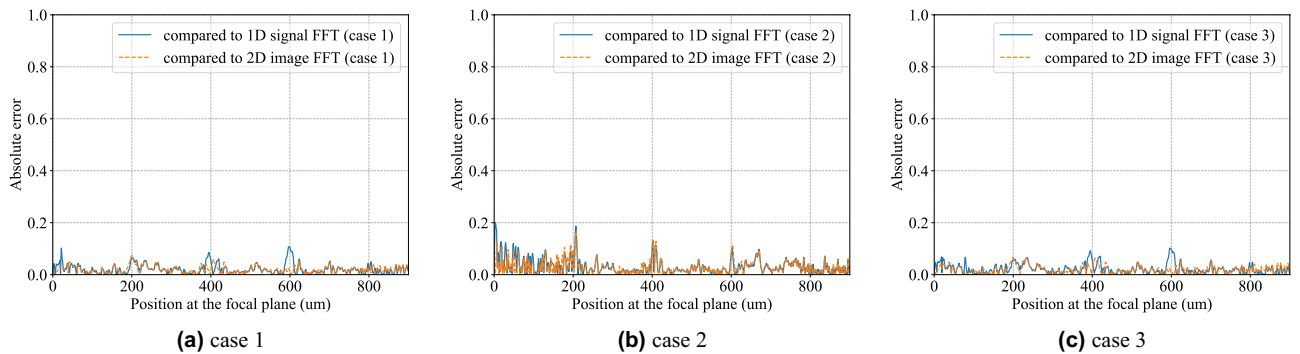 1.0
0.8
0.6
0.4
0.2
0.0
Absolute error
compared to 1D signal FFT (case 1)
compared to 2D image FFT (case 1)
0 200 400 600 800
Position at the focal plane (um)
(a) case 1
1.0
0.8
0.6
0.4
0.2
0.0
Absolute error
compared to 1D signal FFT (case 2)
compared to 2D image FFT (case 2)
0 200 400 600 800
Position at the focal plane (um)
(b) case 2
1.0
0.8
0.6
0.4
0.2
0.0
Absolute error
compared to 1D signal FFT (case 3)
compared to 2D image FFT (case 3)
0 200 400 600 800
Position at the focal plane (um)
(c) case 3